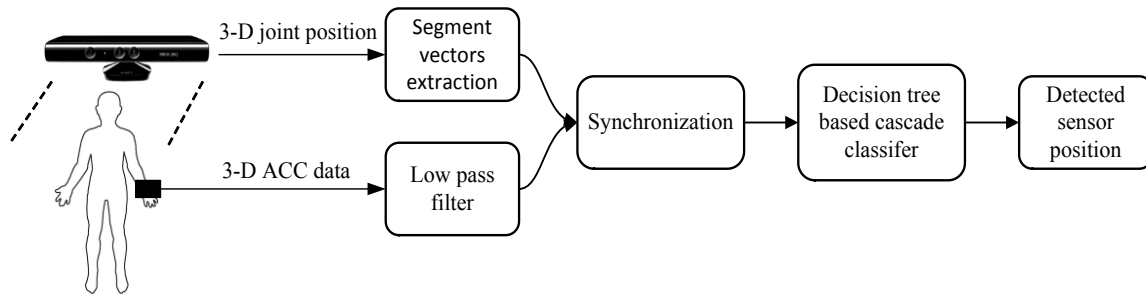 3-D joint position
Segment
vectors
extraction
3-D ACC data
Low pass
filter
Synchronization
Decision tree
based cascade
classifer
Detected
sensor
position